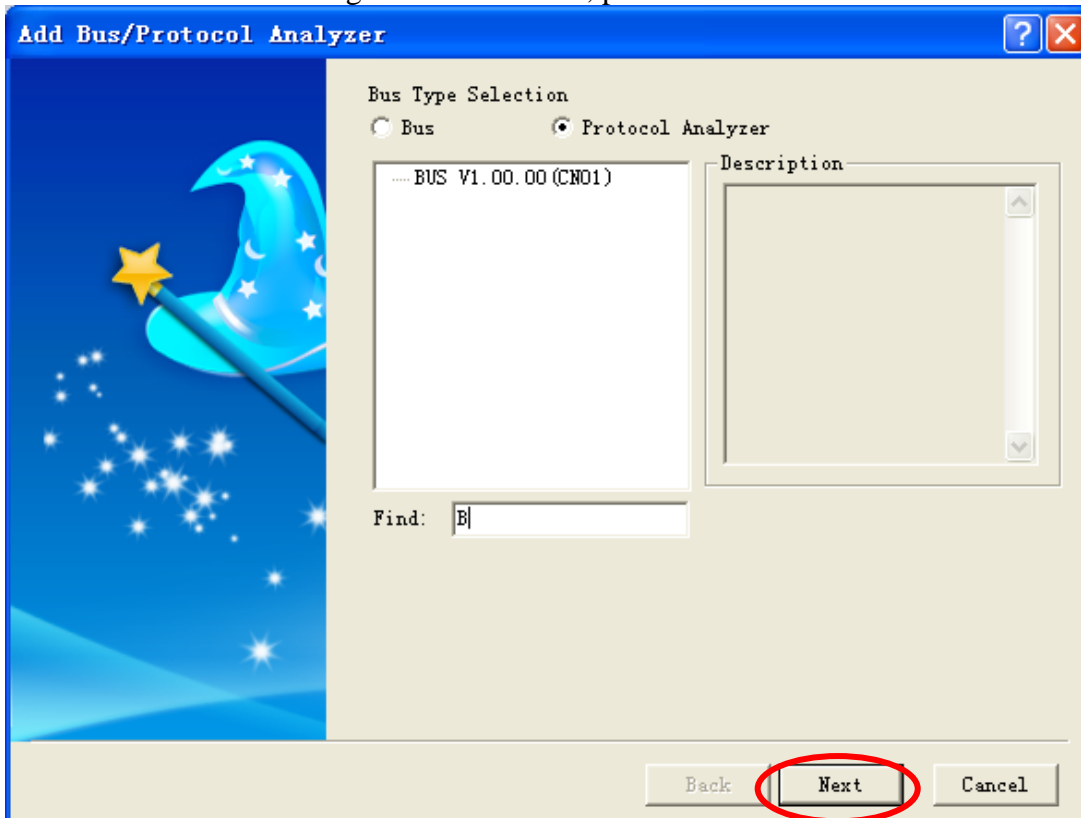 Add Bus/Protocol Analyzer
Bus Type Selection
Bus Protocol Analyzer
BUS V1.00.00(CN01)
Description
Find: B
Back Next Cancel